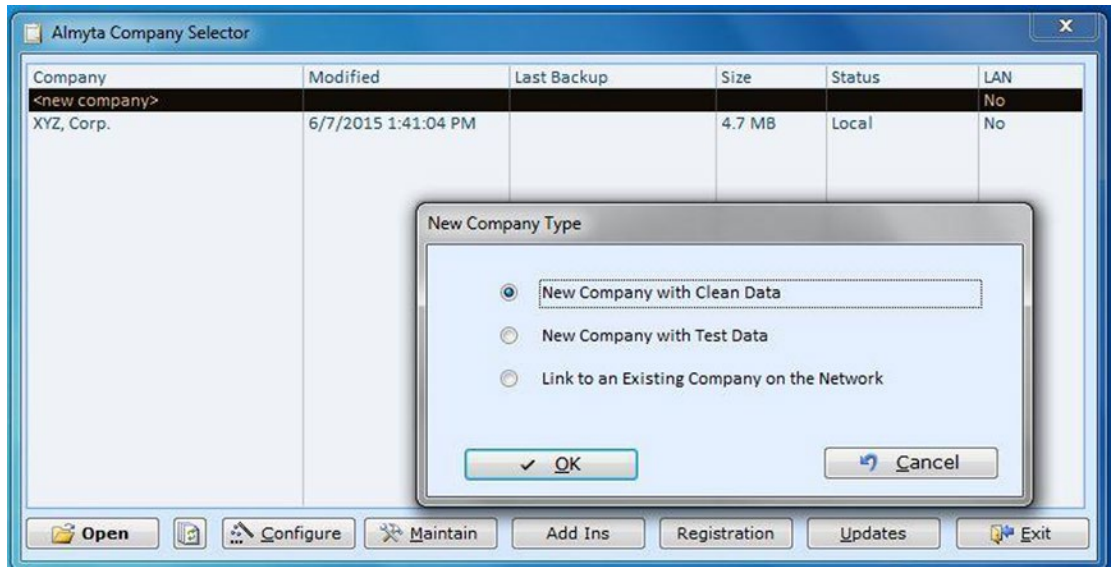 Almyta Company Selector
x
Company Modified Last Backup Size Status LAN
<new company> No
XYZ, Corp. 6/7/2015 1:41:04 PM 4.7 MB Local No
New Company Type
New Company with Clean Data
New Company with Test Data
Link to an Existing Company on the Network
OK Cancel
Open Configure Maintain Add Ins Registration Updates Exit